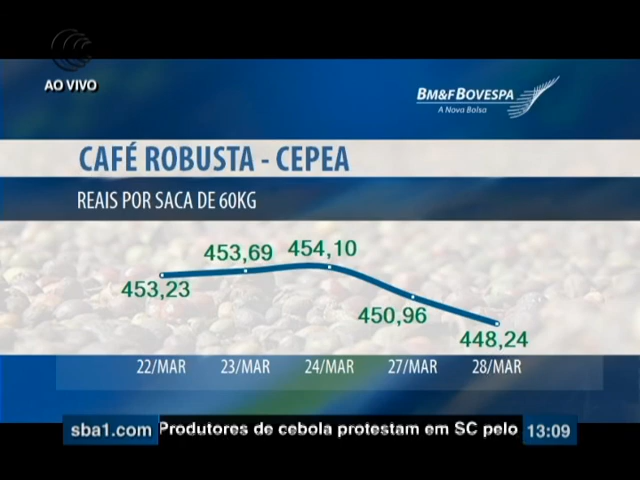 AO VIVO
BM&FBOVESPA
A Nova Bolsa
CAFÉ ROBUSTA - CEPEA
REAIS POR SACA DE 60KG
453,23
453,69
454,10
450,96
448,24
22/MAR 23/MAR 24/MAR 27/MAR 28/MAR
sba1.com Produtores de cebola protestam em SC pelo 13:09